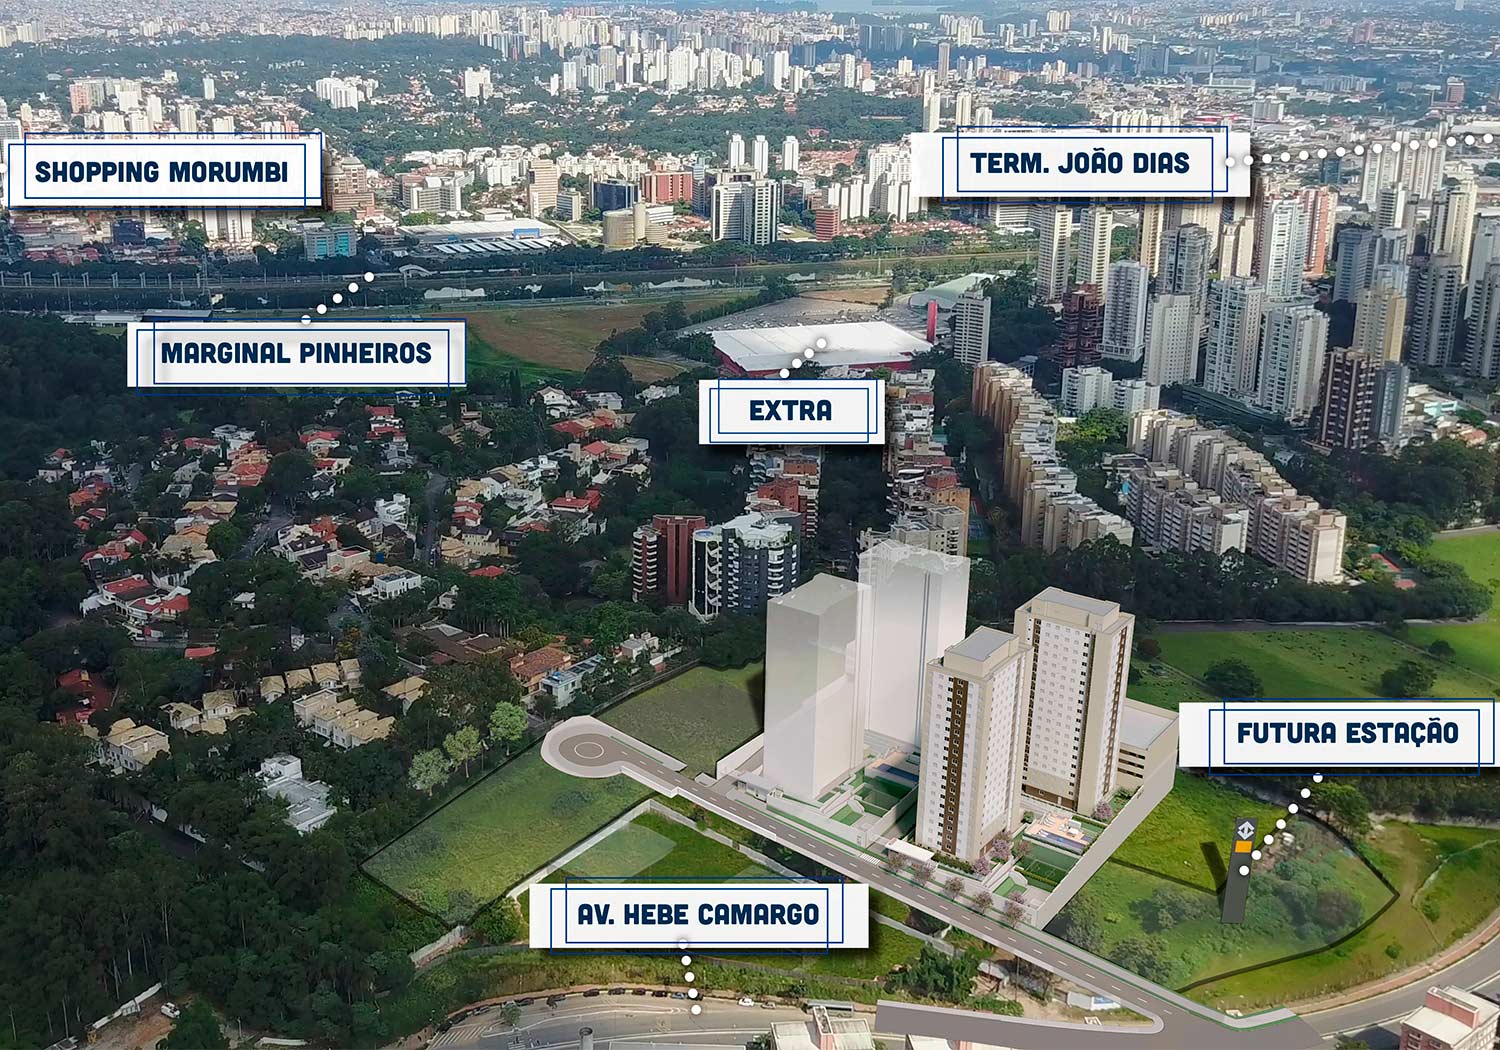 SHOPPING MORUMBI
TERM. JOÃO DIAS
MARGINAL PINHEIROS
EXTRA
FUTURA ESTAÇÃO
AV. HEBE CAMARGO